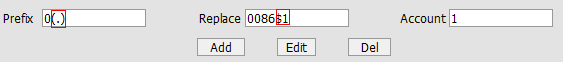 Prefix 0(.) Replace 0086$1 Account 1
Add Edit Del